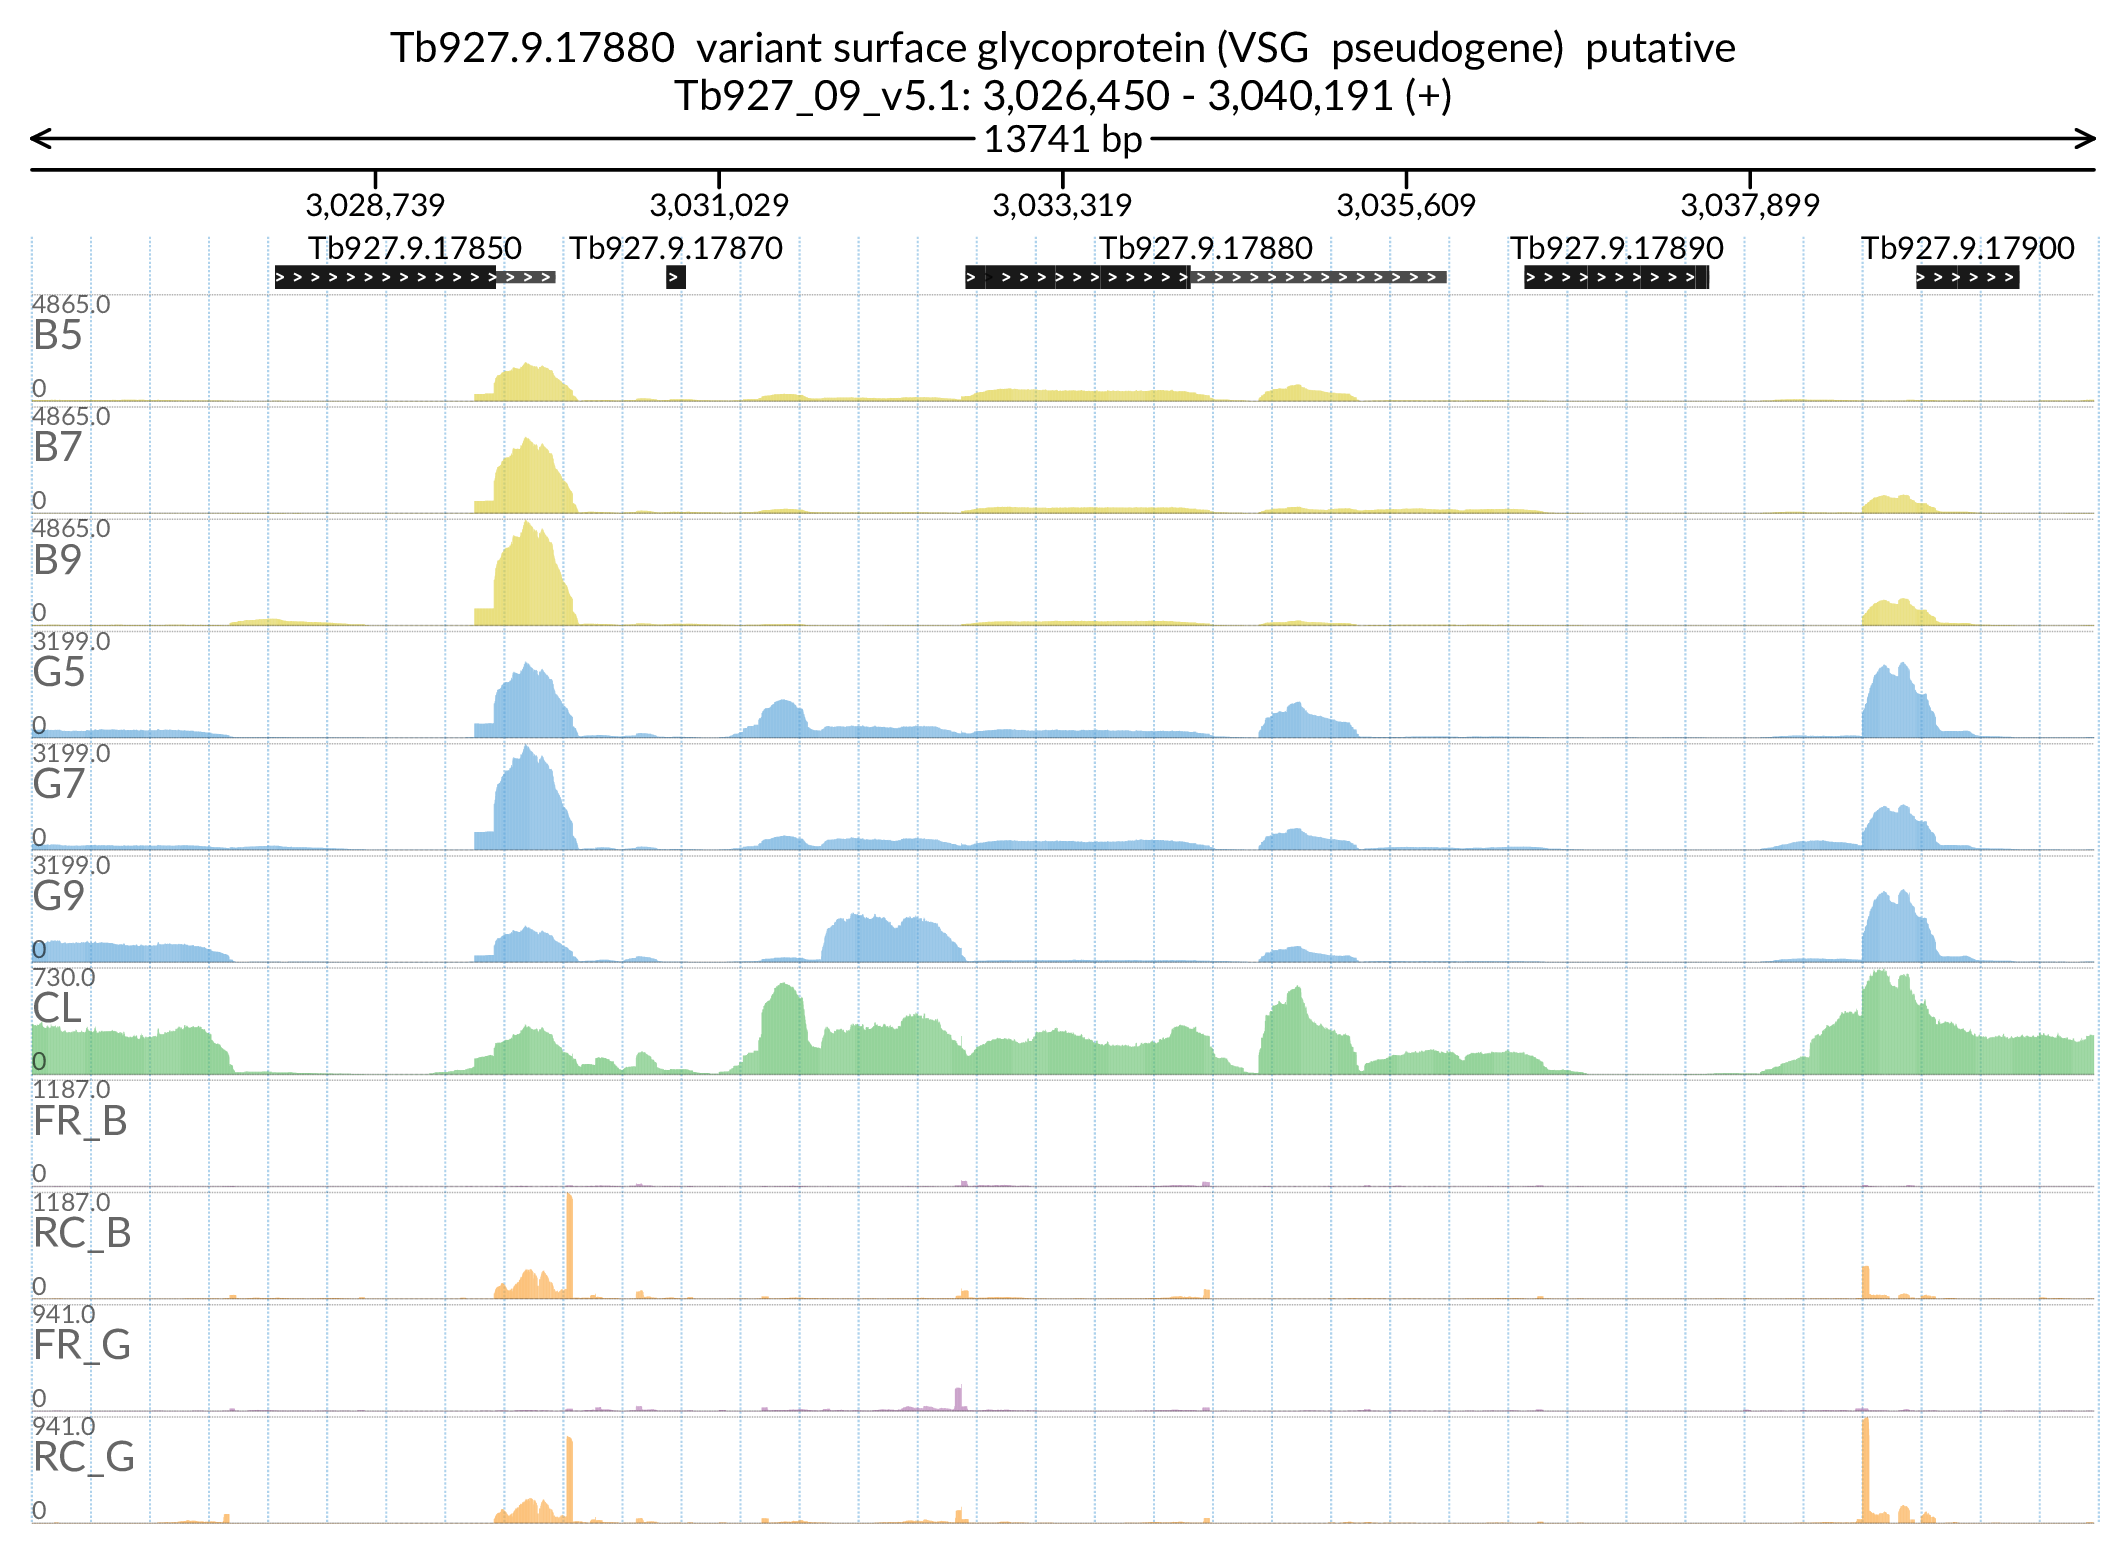 Tb927.9.17880 variant surface glycoprotein (VSG pseudogene) putative
Tb927_09_v5.1: 3,026,450 - 3,040,191 (+)
13741 bp
3,028,739 3,031,029 3,033,319 3,035,609 3,037,899
Tb927.9.17850 Tb927.9.17870 Tb927.9.17880 Tb927.9.17890 Tb927.9.17900
4865.0
B5
0
4865.0
B7
0
4865.0
B9
0
3199.0
G5
0
3199.0
G7
0
3199.0
G9
0
730.0
CL
0
1187.0
FR_B
0
1187.0
RC_B
0
941.0
FR_G
0
941.0
RC_G
0